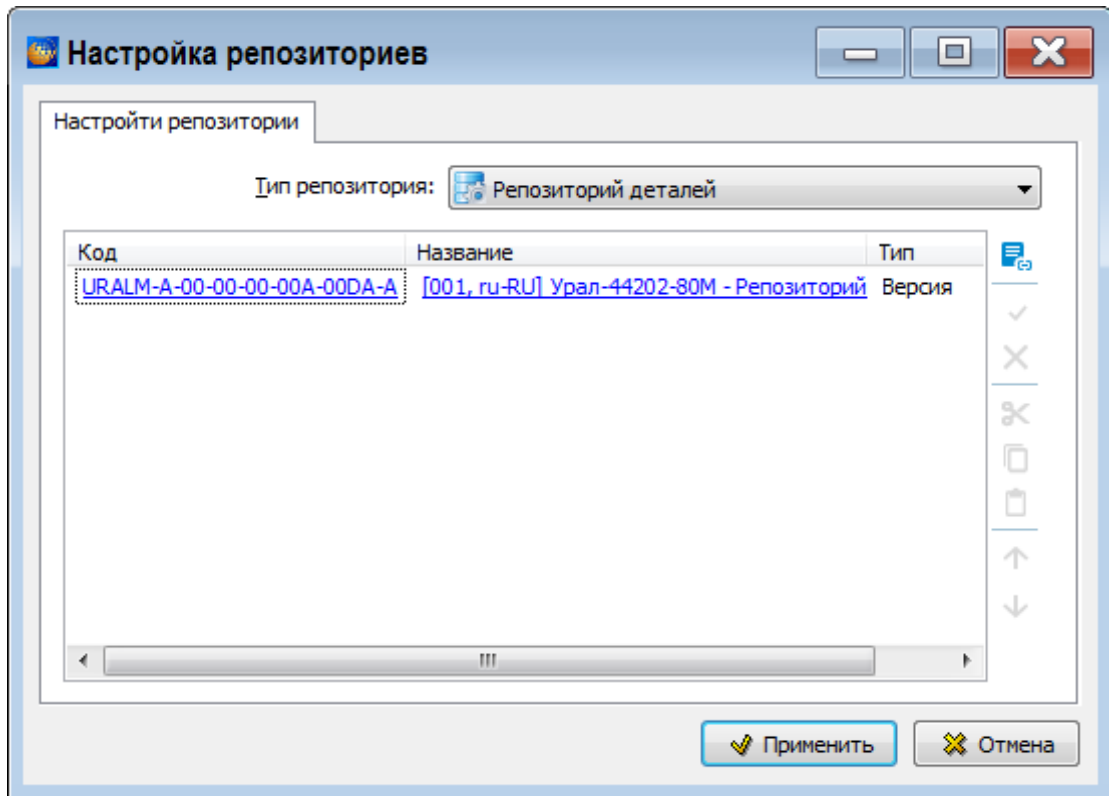 Настройка репозиториев
Настройти репозитории
Тип репозитория: Репозиторий деталей
Код Название Тип
URALM-A-00-00-00-00A-00DA-A [001, ru-RU] Урал-44202-80М - Репозиторий Версия
Применить Отмена